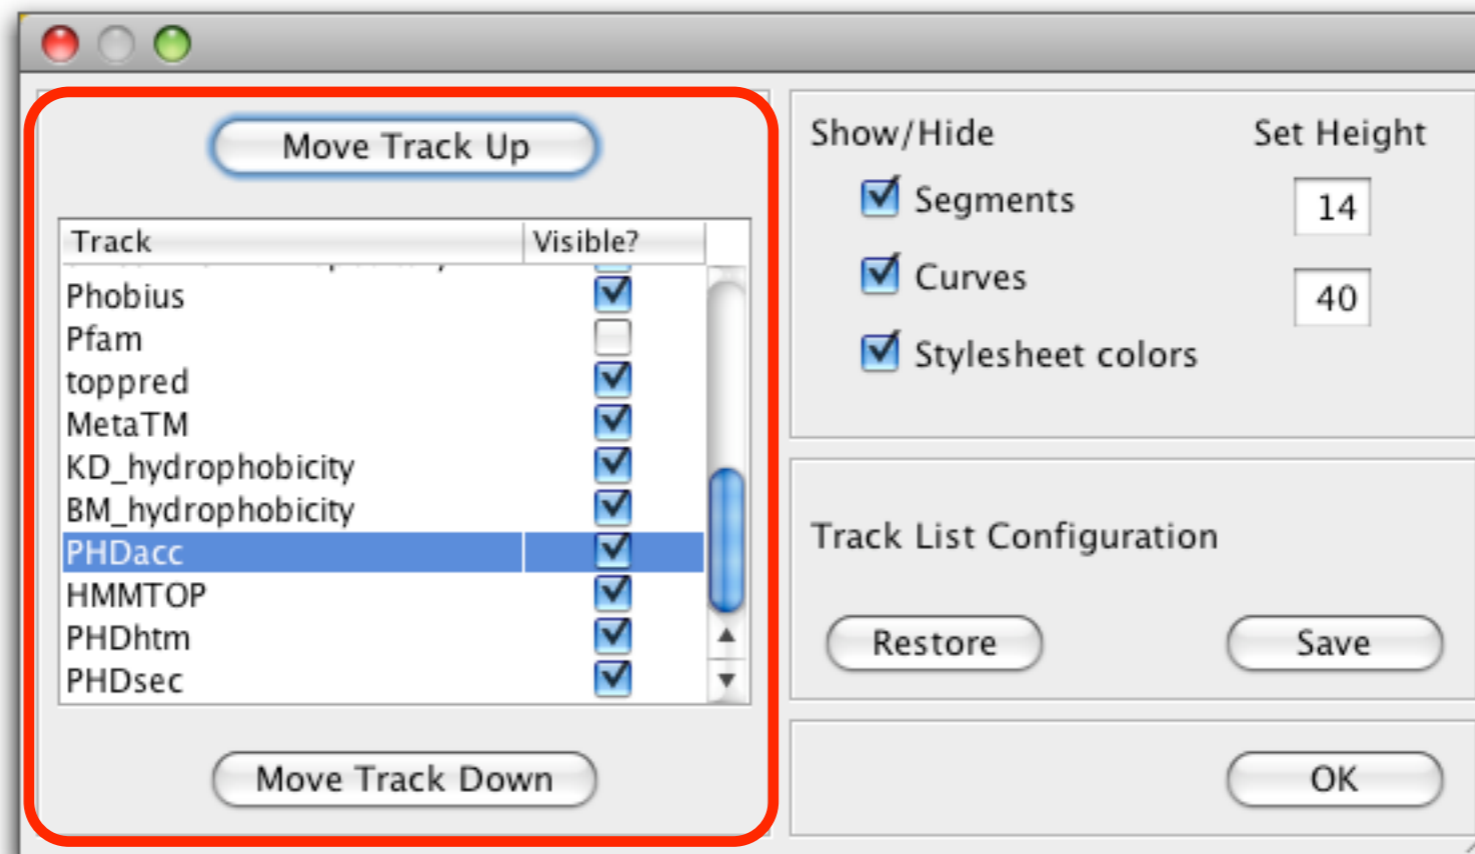 Move Track Up
Track Visible?
Phobius
Pfam
toppred
MetaTM
KD_hydrophobicity
BM_hydrophobicity
PHDacc
HMMTOP
PHDhtm
PHDsec
Move Track Down
Show/Hide Set Height
Segments 14
Curves 40
Stylesheet colors
Track List Configuration
Restore Save
OK